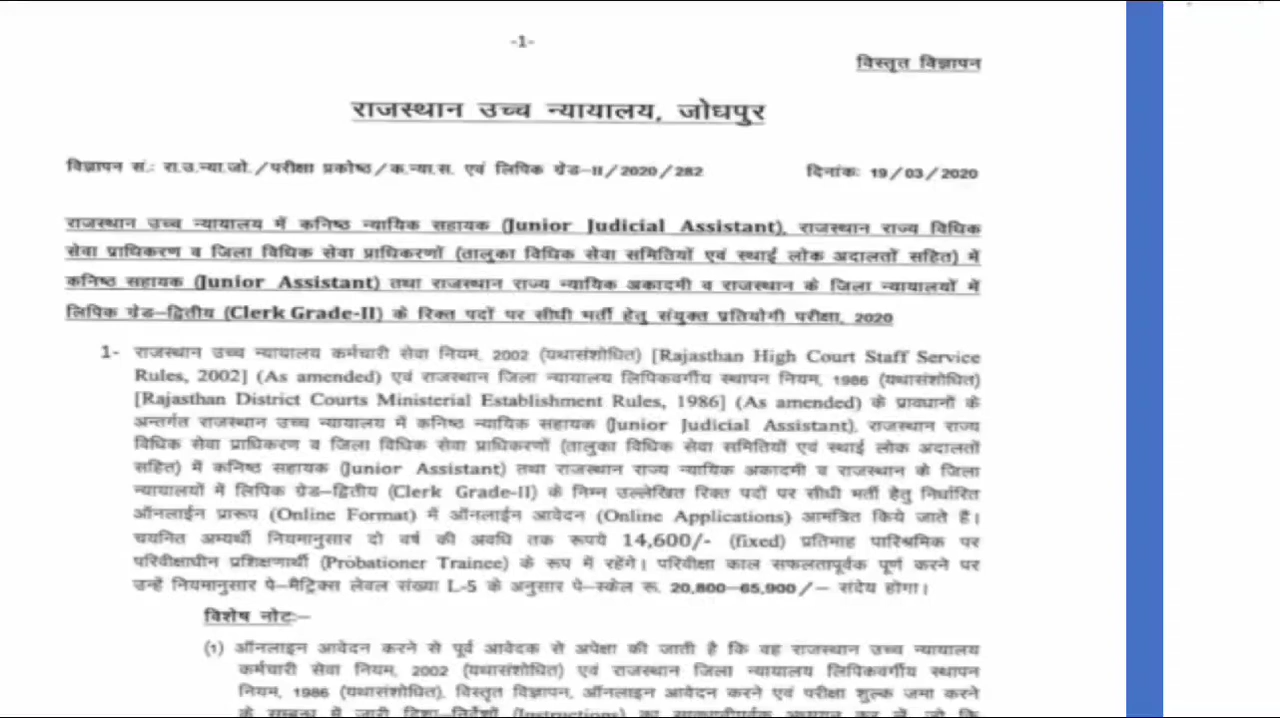 -1-
विस्तृत विज्ञापन
राजस्थान उच्च न्यायालय, जोधपुर
विज्ञापन सं.: रा.उ.न्या.जो./परीक्षा प्रकोष्ठ/क.न्या.स. एवं लिपिक ग्रेड–II/2020/282 दिनांकः 19/03/2020
राजस्थान उच्च न्यायालय में कनिष्ठ न्यायिक सहायक (Junior Judicial Assistant), राजस्थान राज्य विधिक
सेवा प्राधिकरण व जिला विधिक सेवा प्राधिकरणों (तालुका विधिक सेवा समितियों एवं स्थाई लोक अदालतों सहित) में
कनिष्ठ सहायक (Junior Assistant) तथा राजस्थान राज्य न्यायिक अकादमी व राजस्थान के जिला न्यायालयों में
लिपिक ग्रेड–द्वितीय (Clerk Grade-II) के रिक्त पदों पर सीधी भर्ती हेतु संयुक्त प्रतियोगी परीक्षा, 2020
1- राजस्थान उच्च न्यायालय कर्मचारी सेवा नियम, 2002 (यथासंशोधित) [Rajasthan High Court Staff Service
Rules, 2002] (As amended) एवं राजस्थान जिला न्यायालय लिपिकवर्गीय स्थापन नियम, 1986 (यथासंशोधित)
[Rajasthan District Courts Ministerial Establishment Rules, 1986] (As amended) के प्रावधानों के
अन्तर्गत राजस्थान उच्च न्यायालय में कनिष्ठ न्यायिक सहायक (Junior Judicial Assistant), राजस्थान राज्य
विधिक सेवा प्राधिकरण व जिला विधिक सेवा प्राधिकरणों (तालुका विधिक सेवा समितियों एवं स्थाई लोक अदालतों
सहित) में कनिष्ठ सहायक (Junior Assistant) तथा राजस्थान राज्य न्यायिक अकादमी व राजस्थान के जिला
न्यायालयों में लिपिक ग्रेड–द्वितीय (Clerk Grade-II) के निम्न उल्लेखित रिक्त पदों पर सीधी भर्ती हेतु निर्धारित
ऑनलाईन प्रारूप (Online Format) में ऑनलाईन आवेदन (Online Applications) आमंत्रित किये जाते हैं।
चयनित अभ्यर्थी नियमानुसार दो वर्ष की अवधि तक रूपये 14,600/- (fixed) प्रतिमाह पारिश्रमिक पर
परिवीक्षाधीन प्रशिक्षणार्थी (Probationer Trainee) के रूप में रहेंगे। परिवीक्षा काल सफलतापूर्वक पूर्ण करने पर
उन्हें नियमानुसार पे–मैट्रिक्स लेवल संख्या L-5 के अनुसार पे–स्केल रू. 20,800–65,900/– संदेय होगा।
विशेष नोटः–
(1) ऑनलाइन आवेदन करने से पूर्व आवेदक से अपेक्षा की जाती है कि वह राजस्थान उच्च न्यायालय
कर्मचारी सेवा नियम, 2002 (यथासंशोधित) एवं राजस्थान जिला न्यायालय लिपिकवर्गीय स्थापन
नियम, 1986 (यथासंशोधित), विस्तृत विज्ञापन, ऑनलाईन आवेदन करने एवं परीक्षा शुल्क जमा करने
के सम्बन्ध में जारी दिशा–निर्देशों (Instructions) का सावधानीपूर्वक अध्ययन कर लें, जो कि